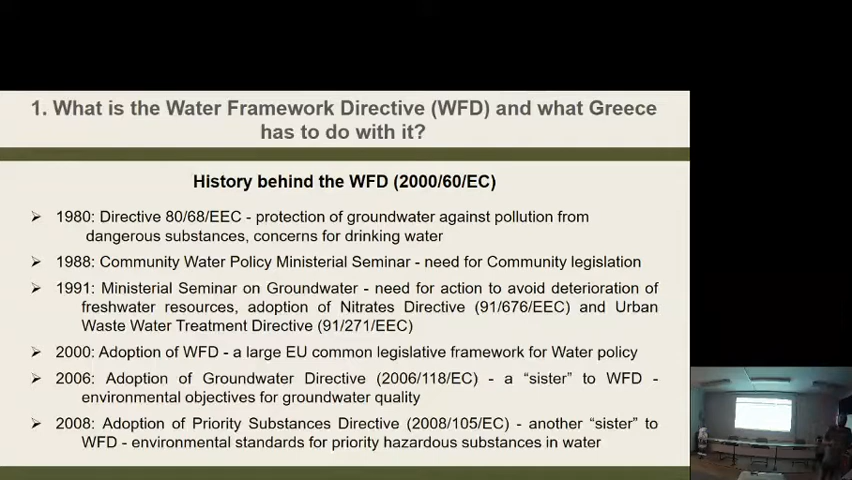 1. What is the Water Framework Directive (WFD) and what Greece
has to do with it?
History behind the WFD (2000/60/EC)
➢ 1980: Directive 80/68/EEC - protection of groundwater against pollution from
dangerous substances, concerns for drinking water
➢ 1988: Community Water Policy Ministerial Seminar - need for Community legislation
➢ 1991: Ministerial Seminar on Groundwater - need for action to avoid deterioration of
freshwater resources, adoption of Nitrates Directive (91/676/EEC) and Urban
Waste Water Treatment Directive (91/271/EEC)
➢ 2000: Adoption of WFD - a large EU common legislative framework for Water policy
➢ 2006: Adoption of Groundwater Directive (2006/118/EC) - a “sister” to WFD -
environmental objectives for groundwater quality
➢ 2008: Adoption of Priority Substances Directive (2008/105/EC) - another “sister” to
WFD - environmental standards for priority hazardous substances in water